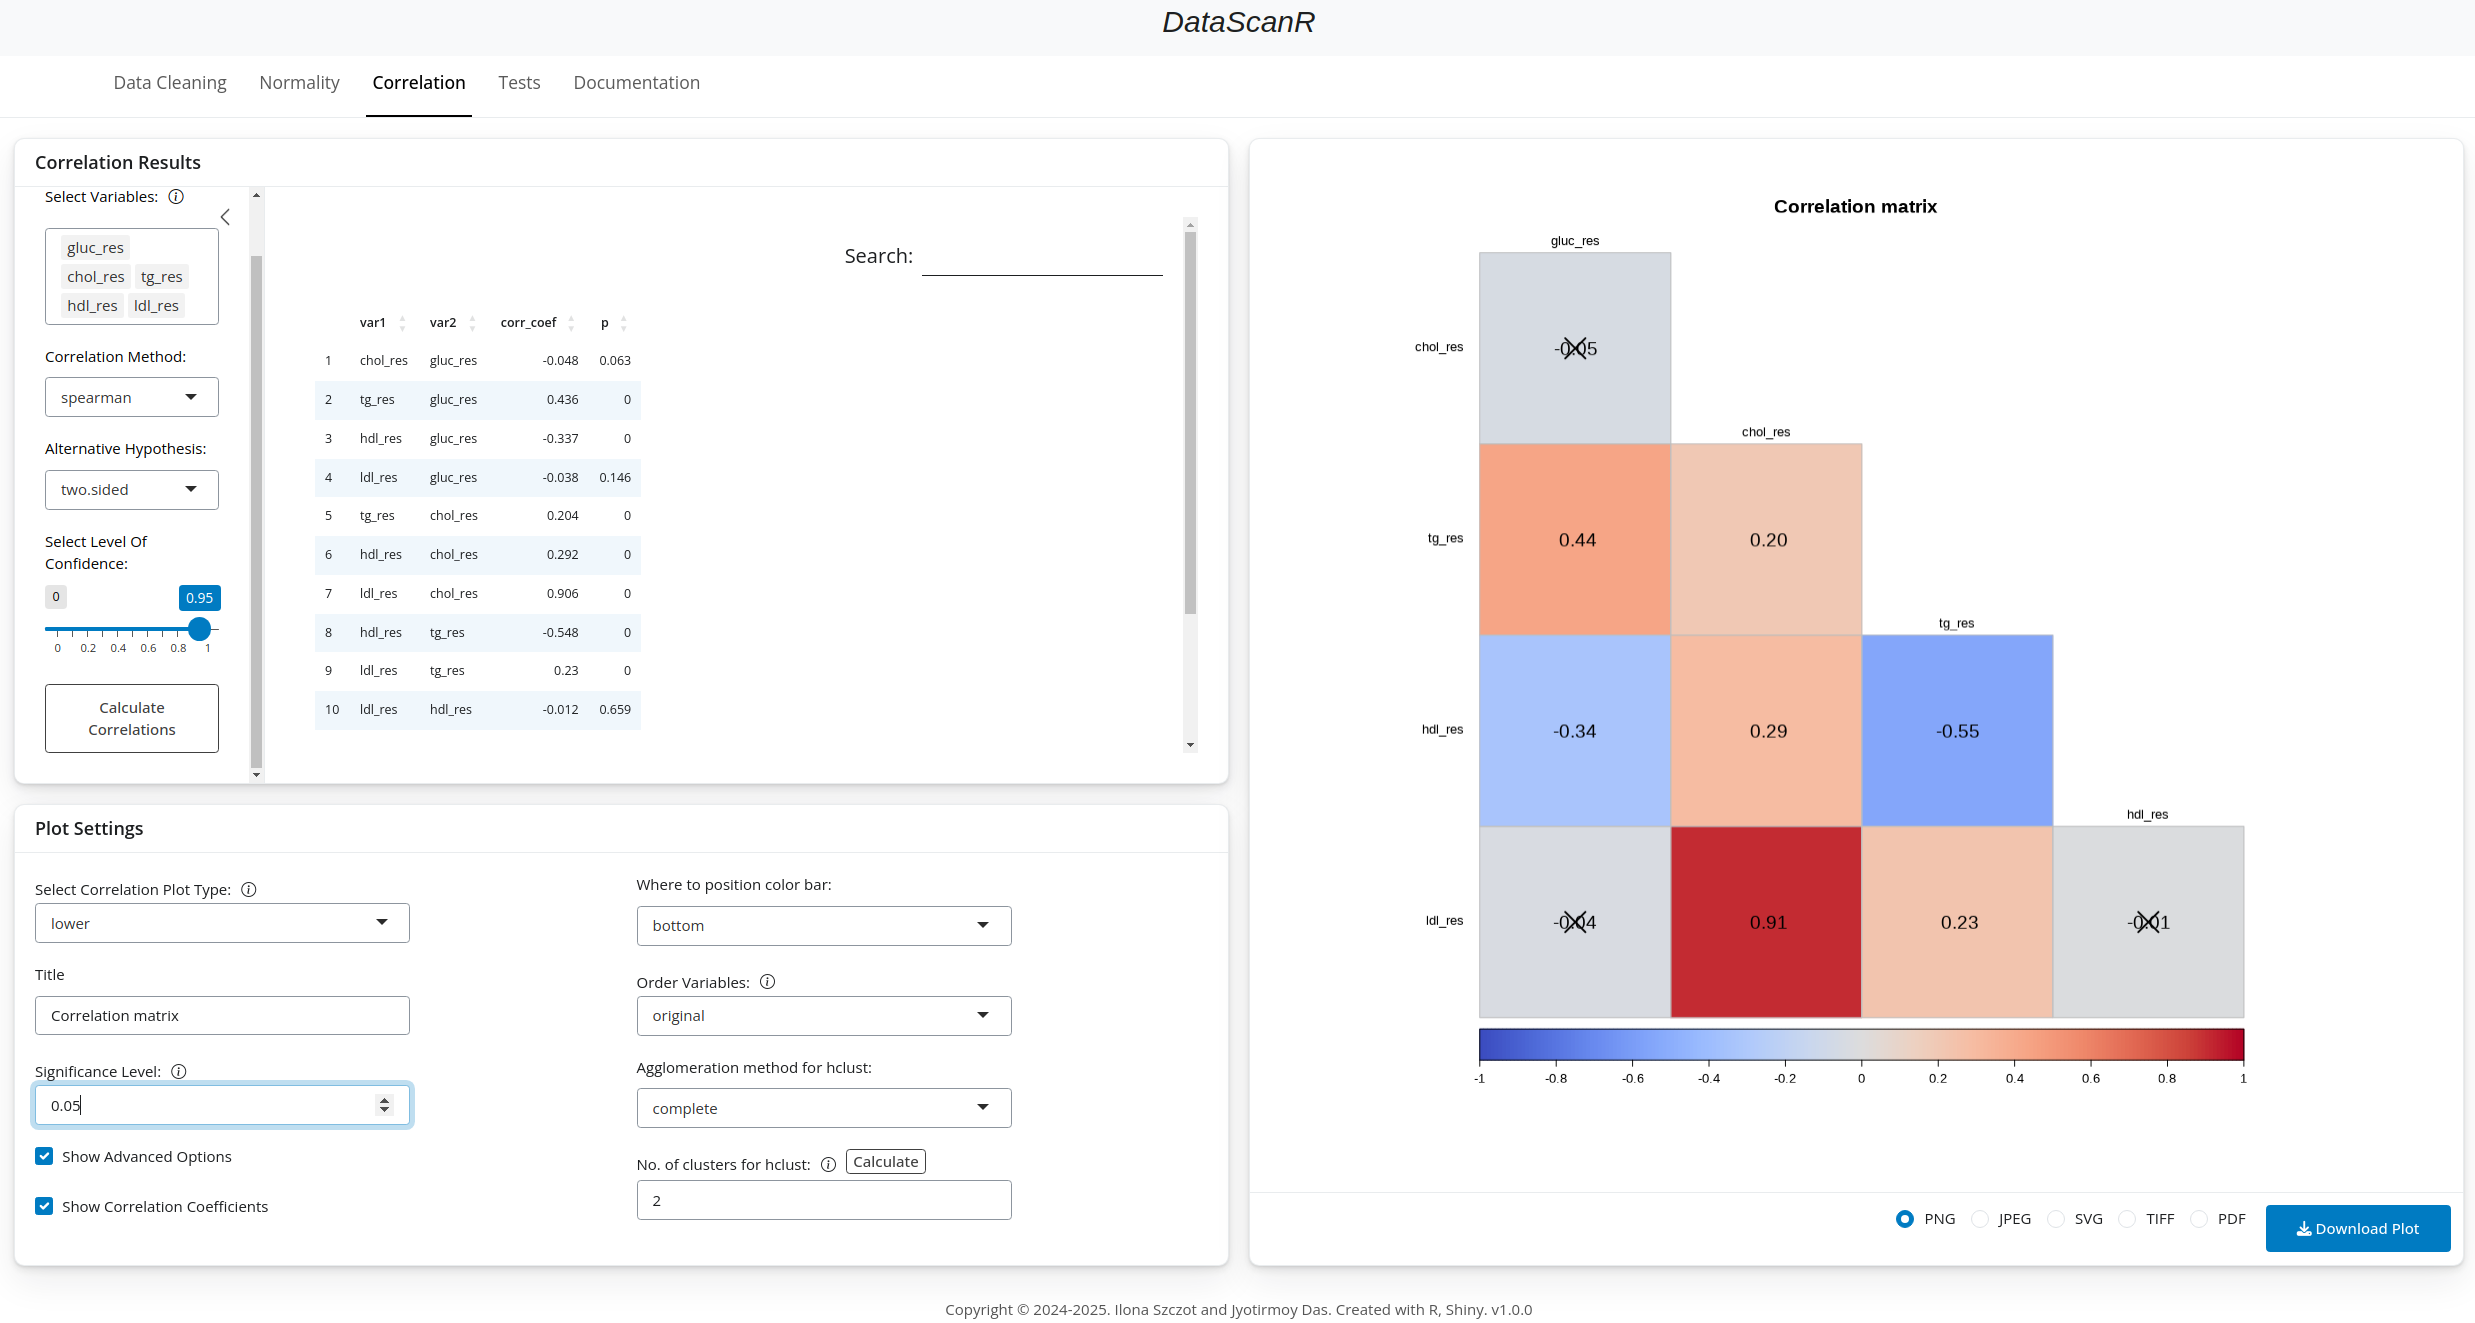 DataScanR
Data Cleaning Normality Correlation Tests Documentation
Correlation Results
Select Variables:
gluc_res
chol_res tg_res
hdl_res ldl_res
Correlation Method:
spearman
Alternative Hypothesis:
two.sided
Select Level Of
Confidence:
0 0.95
0 0.2 0.4 0.6 0.8 1
Calculate
Correlations
Search:
var1 var2 corr_coef p
1 chol_res gluc_res -0.048 0.063
2 tg_res gluc_res 0.436 0
3 hdl_res gluc_res -0.337 0
4 ldl_res gluc_res -0.038 0.146
5 tg_res chol_res 0.204 0
6 hdl_res chol_res 0.292 0
7 ldl_res chol_res 0.906 0
8 hdl_res tg_res -0.548 0
9 ldl_res tg_res 0.23 0
10 ldl_res hdl_res -0.012 0.659
Plot Settings
Select Correlation Plot Type:
lower
Title
Correlation matrix
Significance Level:
0.05
Show Advanced Options
Show Correlation Coefficients
Where to position color bar:
bottom
Order Variables:
original
Agglomeration method for hclust:
complete
No. of clusters for hclust: Calculate
2
Correlation matrix
gluc_res
chol_res -0.05
chol_res
tg_res 0.44 0.20
tg_res
hdl_res -0.34 0.29 -0.55
hdl_res
ldl_res -0.04 0.91 0.23 -0.01
-1 -0.8 -0.6 -0.4 -0.2 0 0.2 0.4 0.6 0.8 1
PNG JPEG SVG TIFF PDF Download Plot
Copyright © 2024-2025. Ilona Szczot and Jyotirmoy Das. Created with R, Shiny. v1.0.0